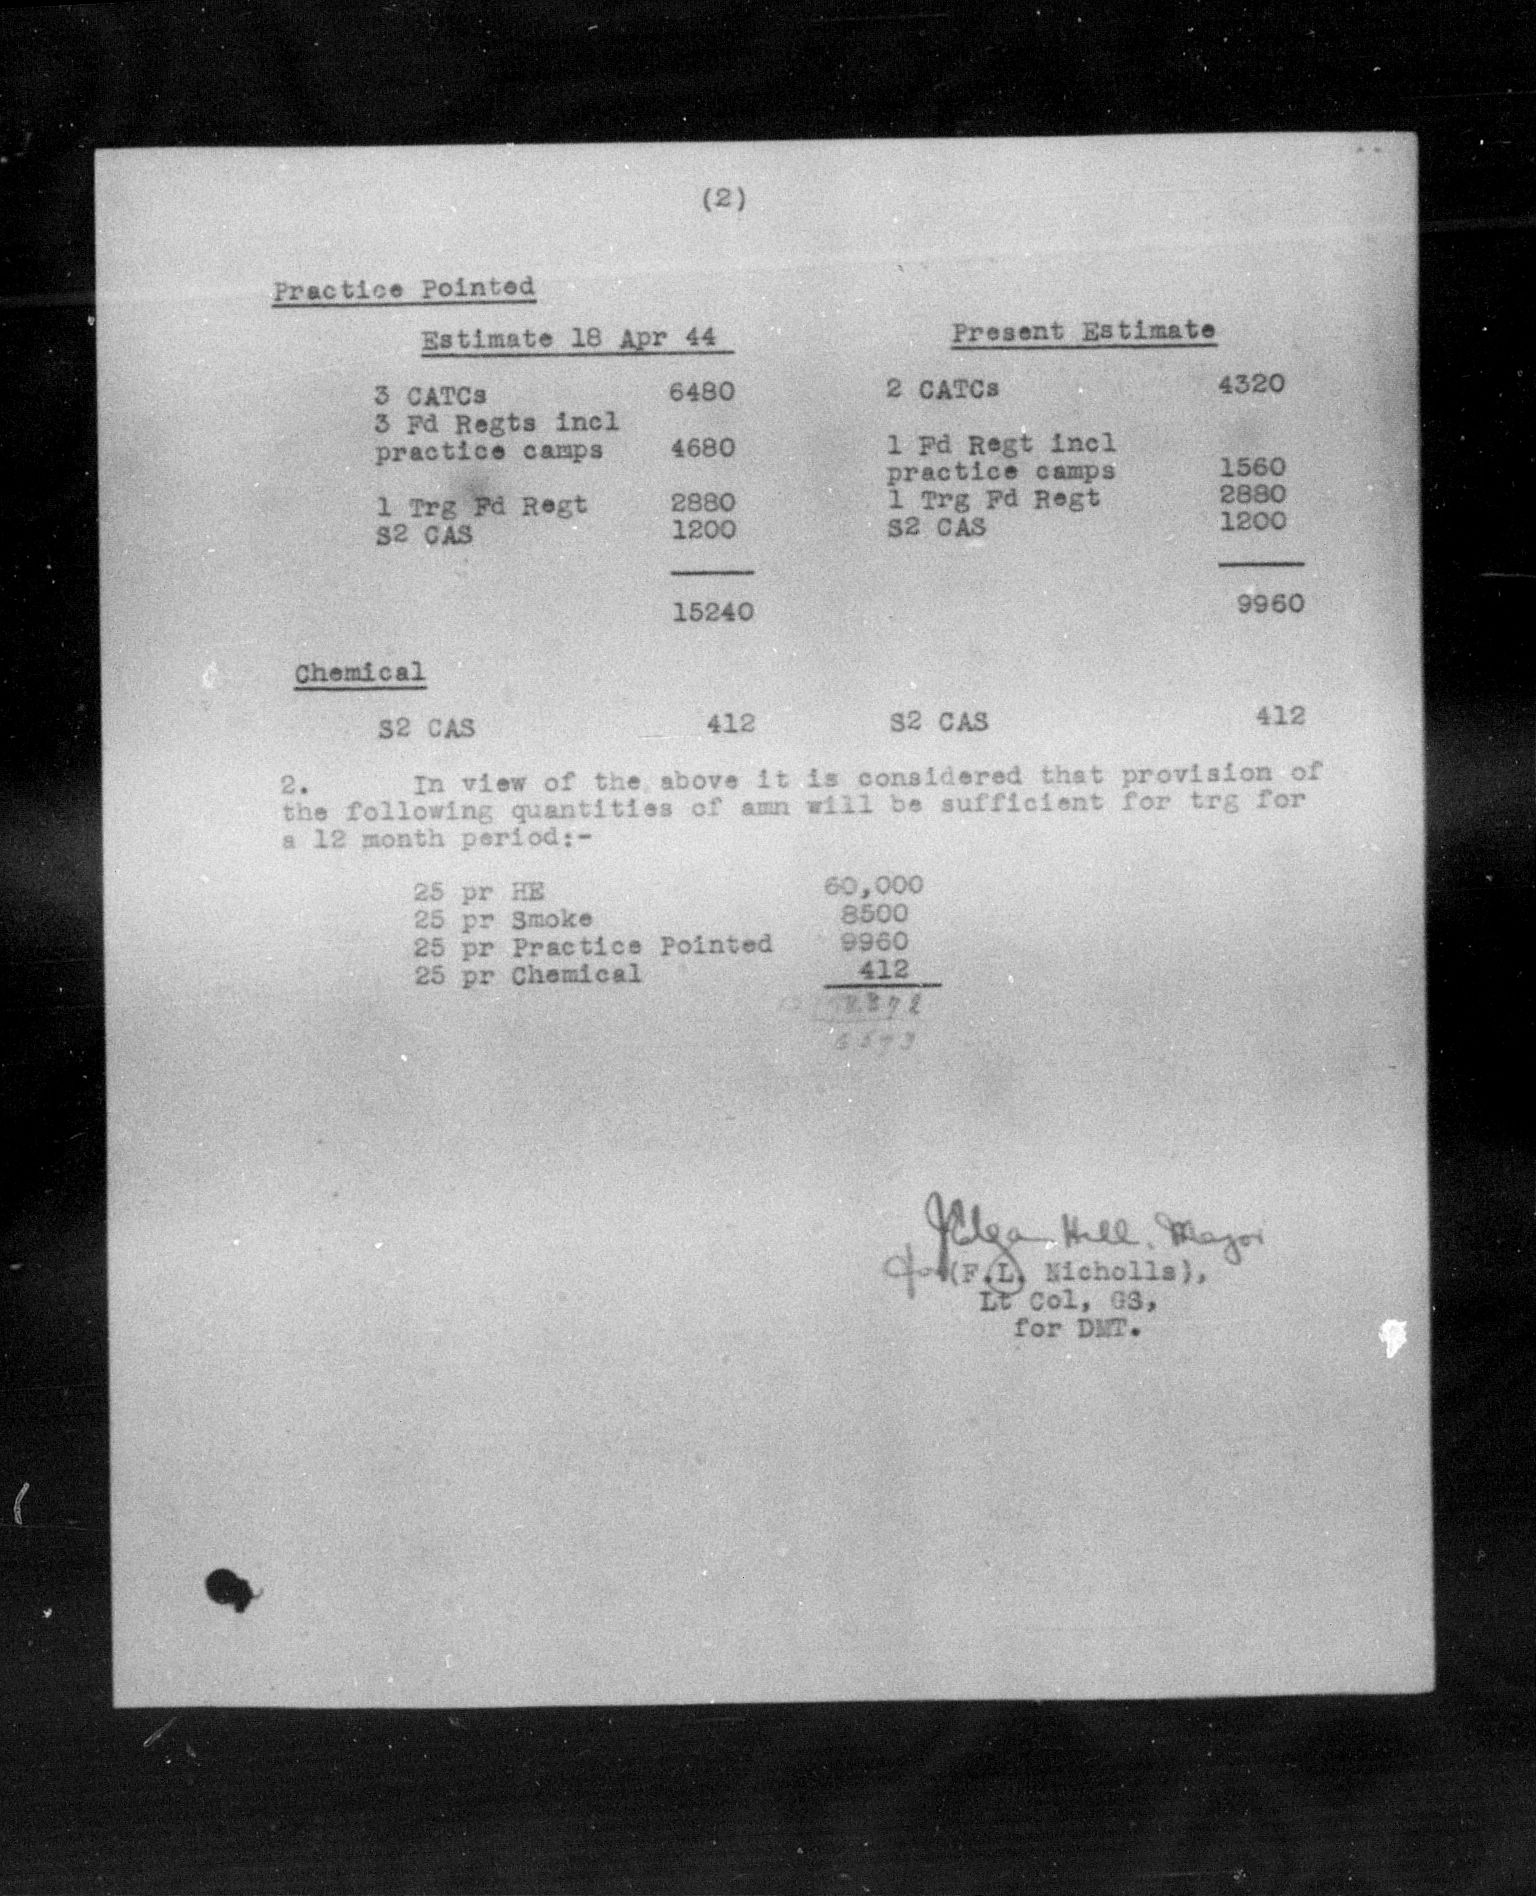 (2)
Practice Pointed
Estimate 18 Apr 44 Present Estimate
3 CATCs 6480 2 CATCs 4320
3 Fd Regts incl
practice camps 4680 1 Fd Regt incl
practice camps 1560
1 Trg Fd Regt 2880 1 Trg Fd Regt 2880
S2 CAS 1200 S2 CAS 1200
15240 9960
Chemical
S2 CAS 412 S2 CAS 412
2. In view of the above it is considered that provision of
the following quantities of amn will be sufficient for trg for
a 12 month period:-
25 pr HE 60,000
25 pr Smoke 8500
25 pr Practice Pointed 9960
25 pr Chemical 412
6573
JEdgar Hill. Major
for (F.L. Nicholls),
Lt Col, GS,
for DMT.